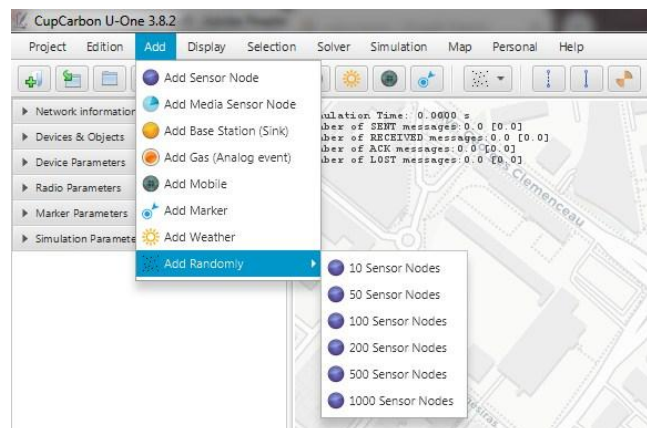 CupCarbon U-One 3.8.2
Project Edition Add Display Selection Solver Simulation Map Personal Help
Network information
Devices & Objects
Device Parameters
Radio Parameters
Marker Parameters
Simulation Paramete
Add Sensor Node
Add Media Sensor Node
Add Base Station (Sink)
Add Gas (Analog event)
Add Mobile
Add Marker
Add Weather
Add Randomly
10 Sensor Nodes
50 Sensor Nodes
100 Sensor Nodes
200 Sensor Nodes
500 Sensor Nodes
1000 Sensor Nodes
ulation Time: 0.0000 s
ber of SENT messages:0.0 [0.0]
ber of RECEIVED messages:0.0 [0.0]
ber of ACK messages:0.0 [0.0]
ber of LOST messages:0.0 [0.0]
Clemenceau